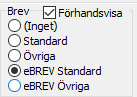 Brev Förhandsvisa
(Inget)
Standard
Övriga
eBREV Standard
eBREV Övriga